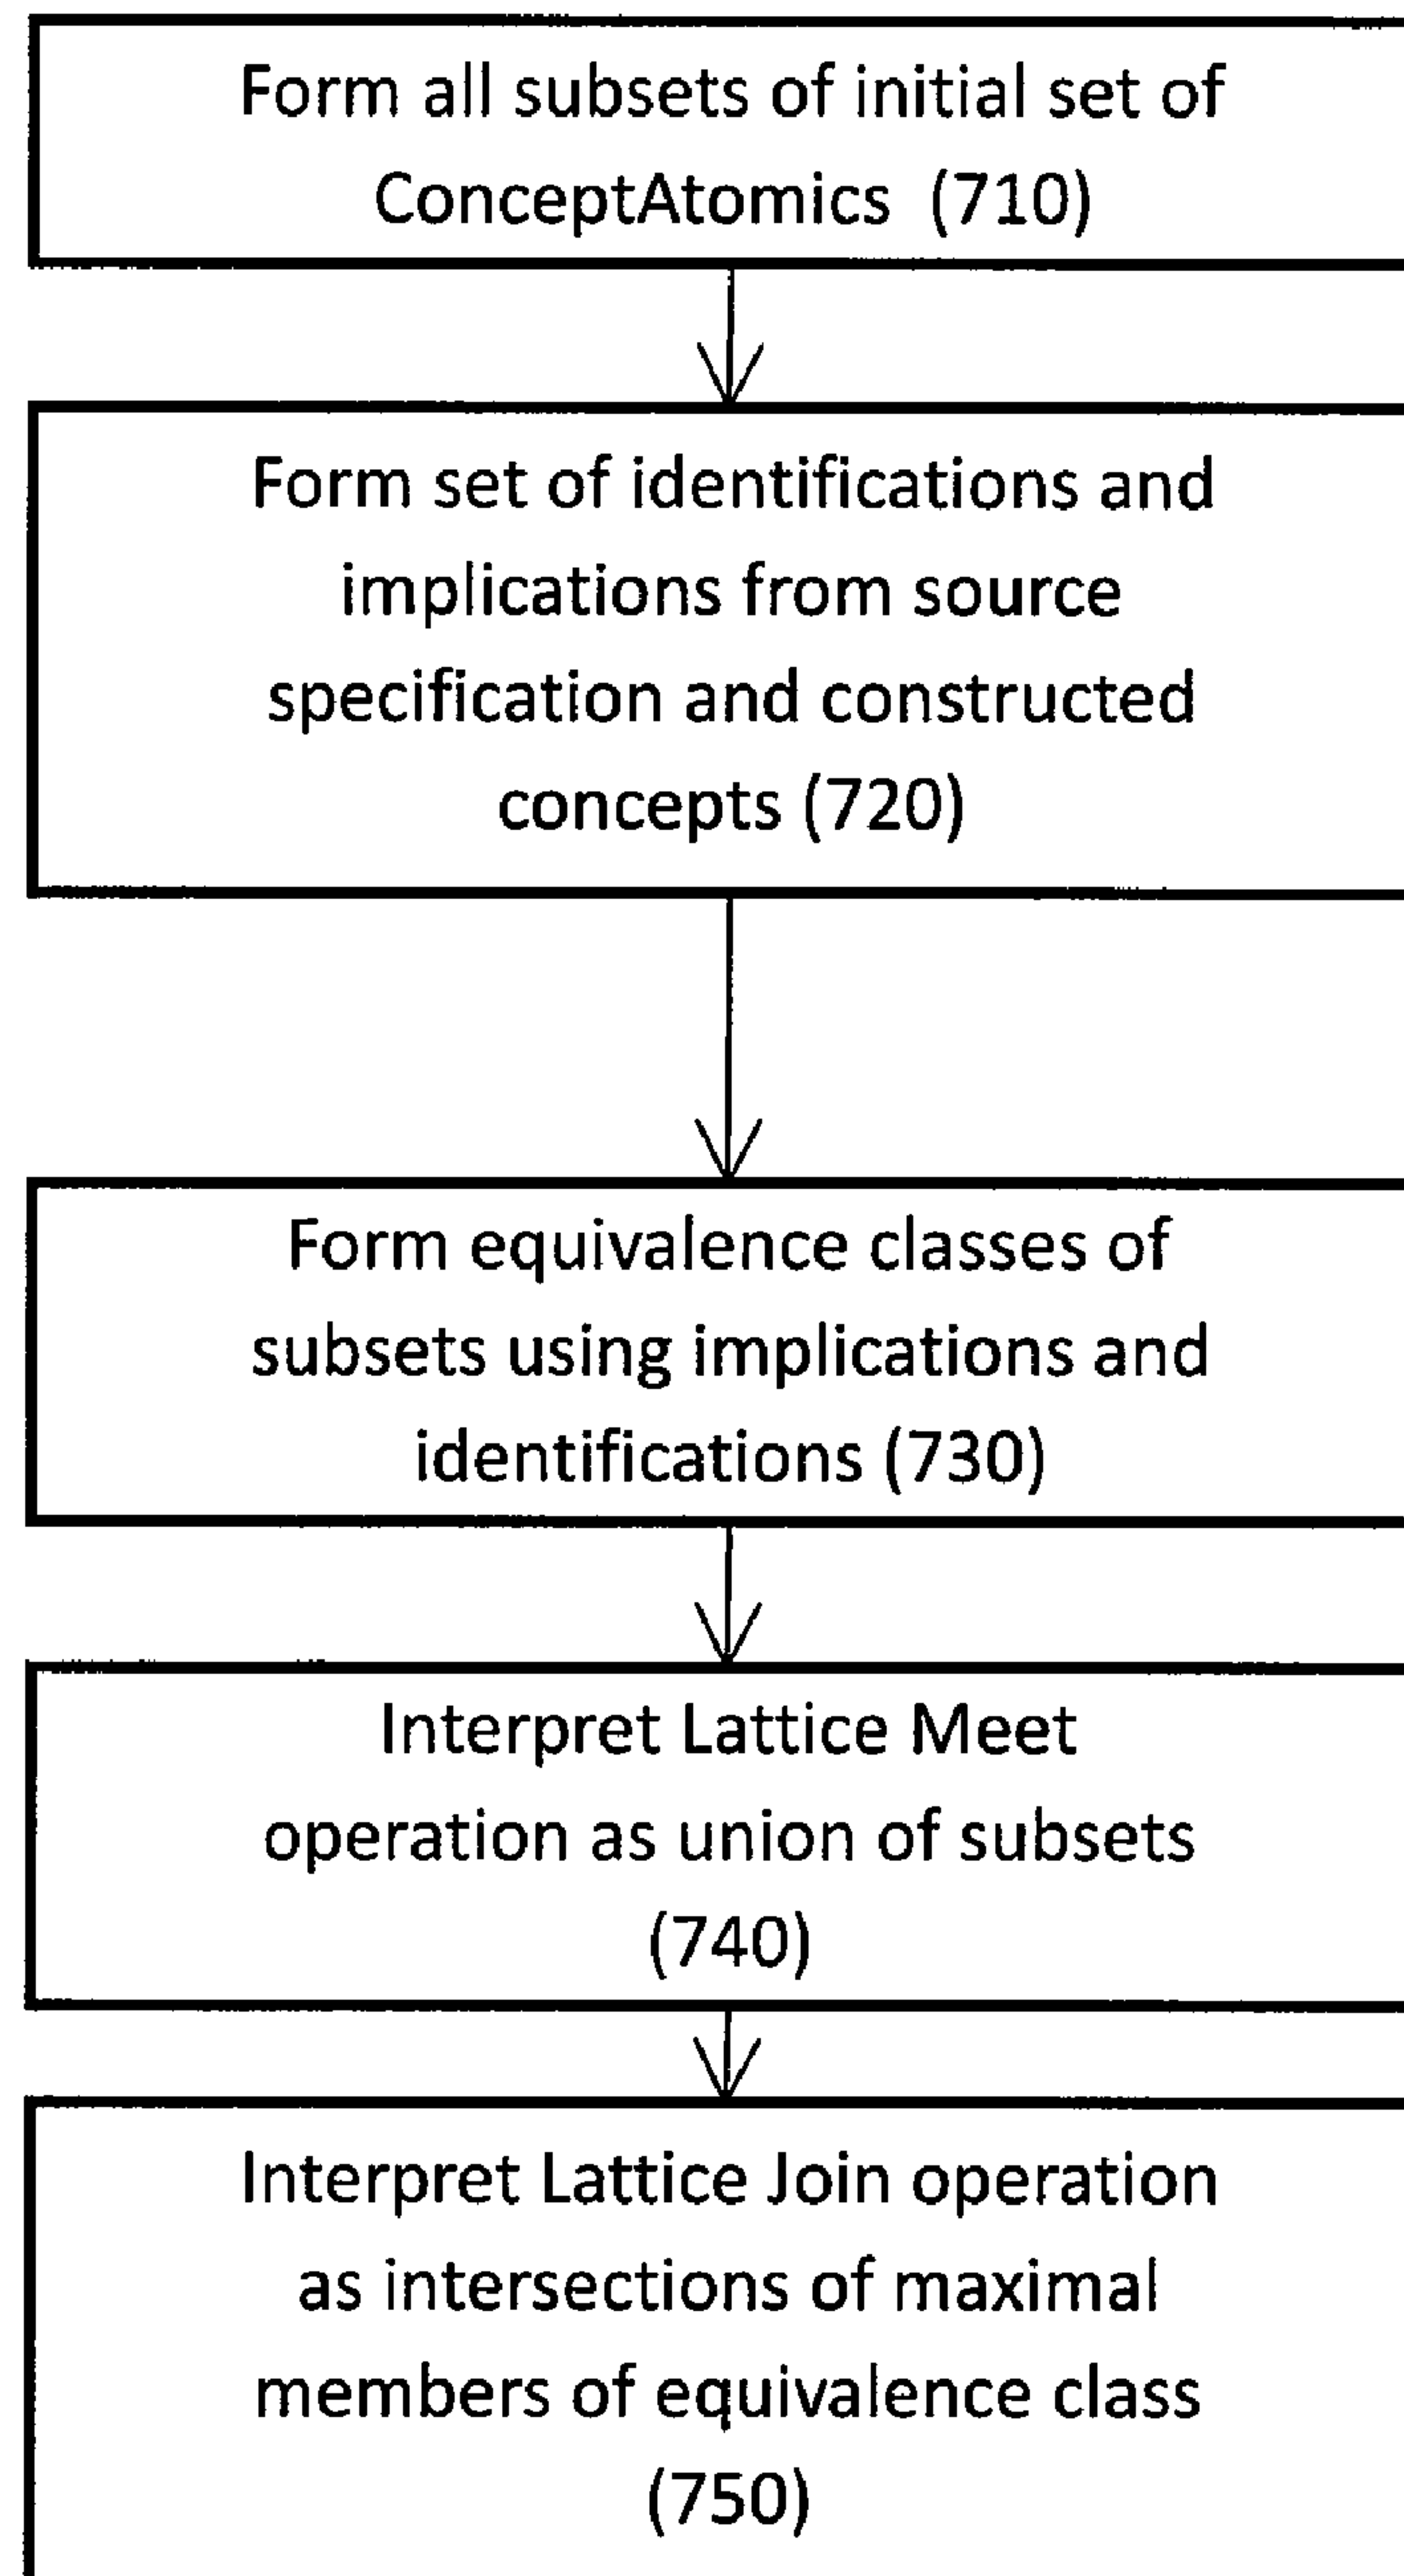 Form all subsets of initial set of
ConceptAtomics (710)
Form set of identifications and
implications from source
specification and constructed
concepts (720)
Form equivalence classes of
subsets using implications and
identifications (730)
Interpret Lattice Meet
operation as union of subsets
(740)
Interpret Lattice Join operation
as intersections of maximal
members of equivalence class
(750)